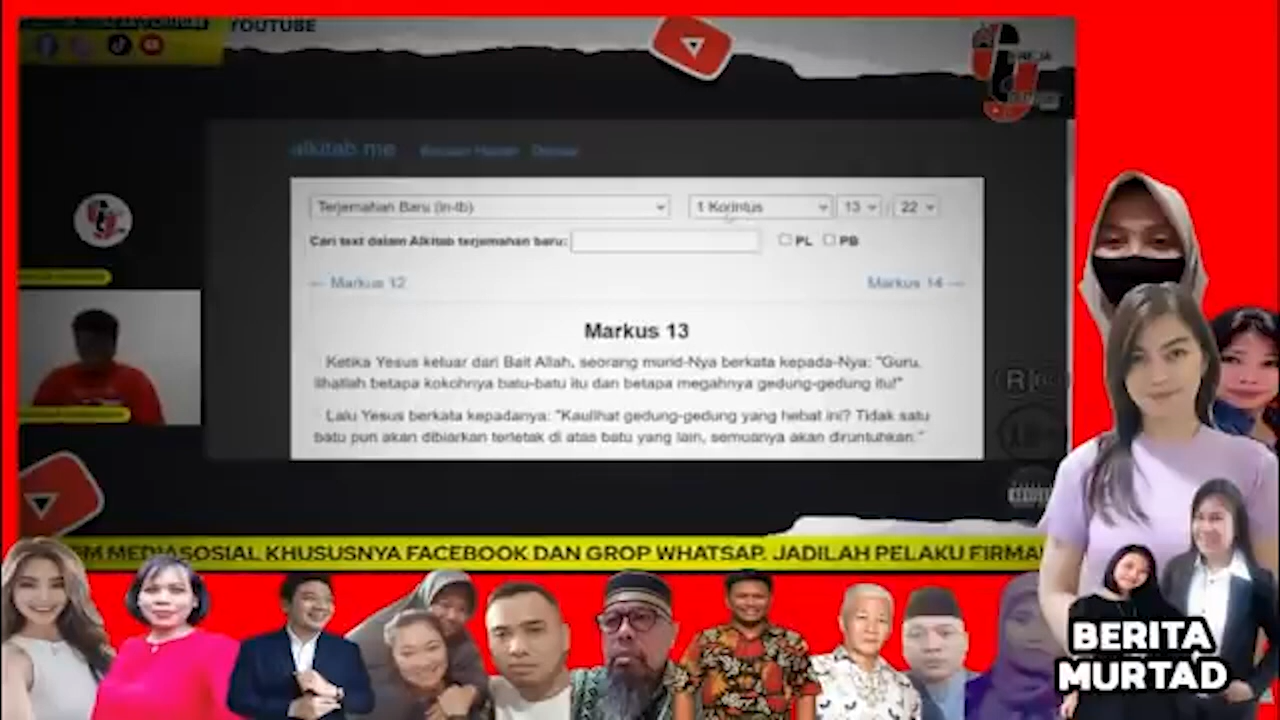 YOUTUBE
alkitab.me
Terjemahan Baru (in-tb)
1 Korintus
13
/
22
Cari text dalam Alkitab terjemahan baru:
PL
PB
← Markus 12
Markus 14 →
Markus 13
Ketika Yesus keluar dari Bait Allah, seorang murid-Nya berkata kepada-Nya: "Guru,
lihatlah betapa kokohnya batu-batu itu dan betapa megahnya gedung-gedung itu!"
Lalu Yesus berkata kepadanya: "Kaulihat gedung-gedung yang hebat ini? Tidak satu
batu pun akan dibiarkan terletak di atas batu yang lain, semuanya akan diruntuhkan."
MEDIASOSIAL KHUSUSNYA FACEBOOK DAN GROP WHATSAP. JADILAH PELAKU FIRMA
BERITA
MURTAD